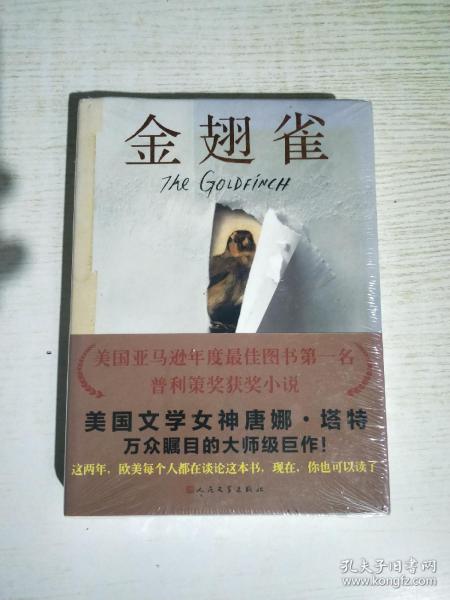 金翅雀
The GOLDFINCH
美国亚马逊年度最佳图书第一名
普利策奖获奖小说
美国文学女神唐娜·塔特
万众瞩目的大师级巨作!
这两年,欧美每个人都在谈论这本书,现在,你也可以读了
人民文学出版社
孔夫子旧书网
www.kongfz.com